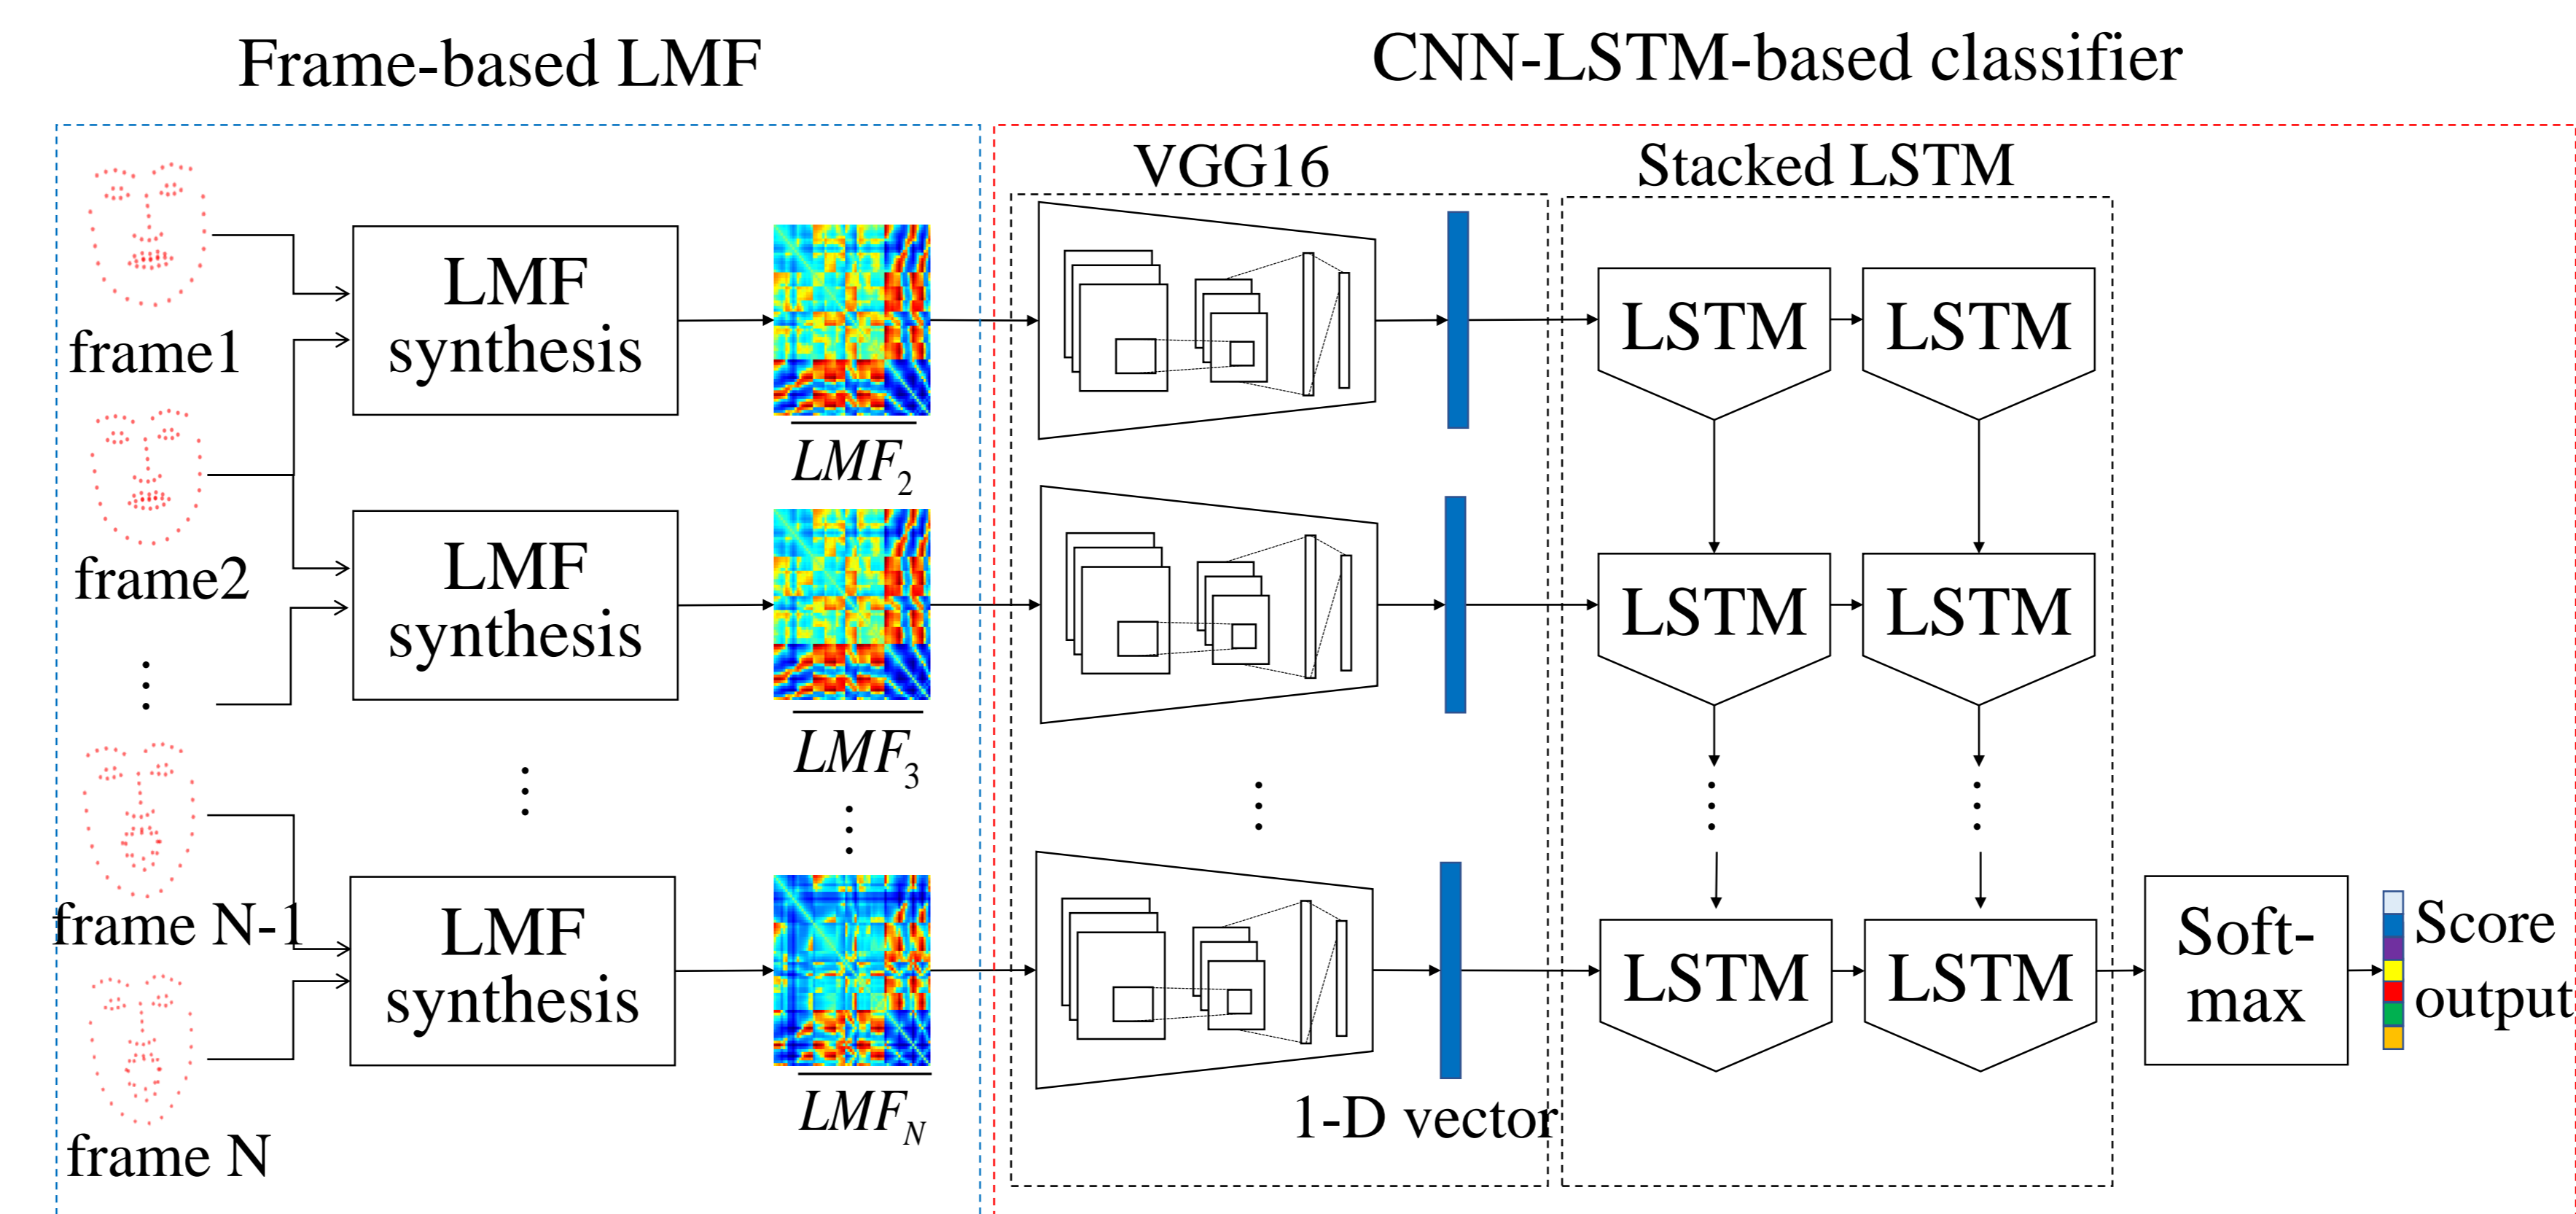 Frame-based LMF
CNN-LSTM-based classifier
VGG16
Stacked LSTM
frame1
LMF
synthesis
LMF₂
LSTM
LSTM
frame2
LMF
synthesis
LMF₃
LSTM
LSTM
frame N-1
LMF
synthesis
LMF_N
LSTM
LSTM
Soft-
max
Score
output
1-D vector
frame N